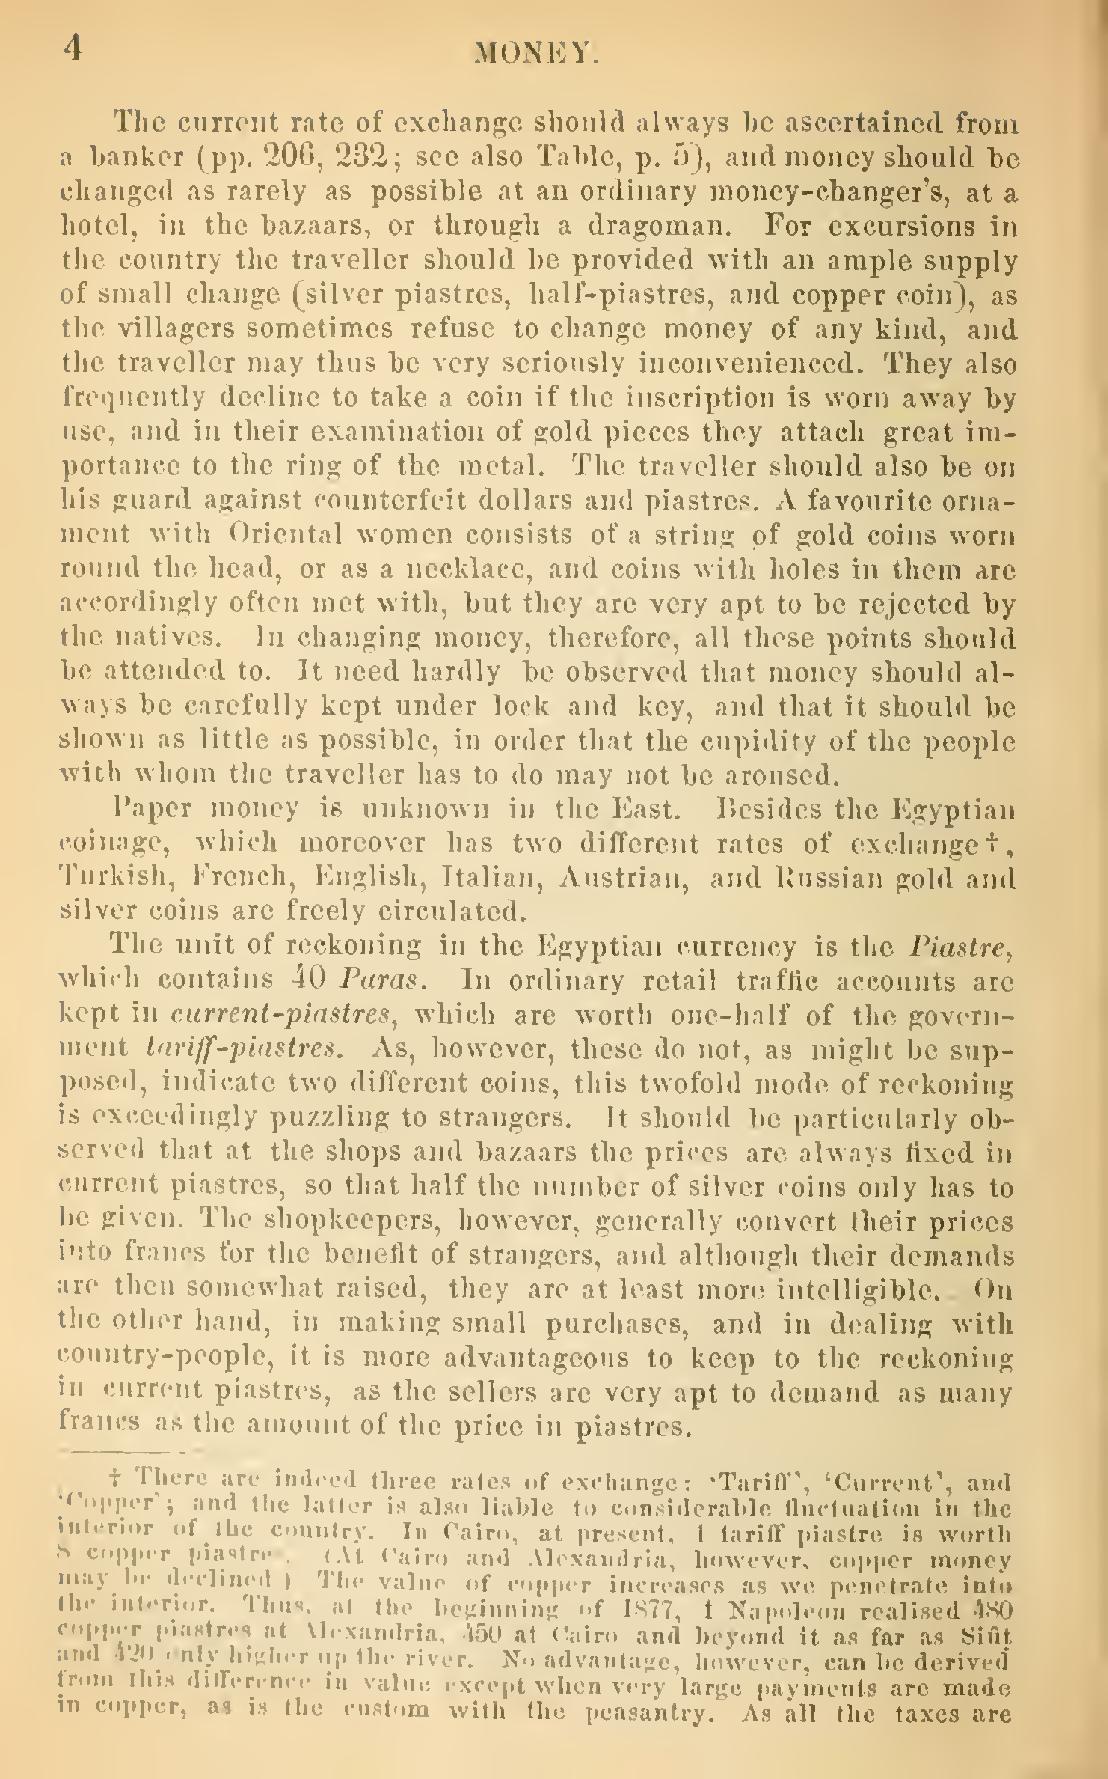 4 MONEY.
The current rate of exchange should always be ascertained from
a banker (pp. 206, 232; see also Table, p. 5), and money should be
changed as rarely as possible at an ordinary money-changer's, at a
hotel, in the bazaars, or through a dragoman. For excursions in
the country the traveller should be provided with an ample supply
of small change (silver piastres, half-piastres, and copper coin), as
the villagers sometimes refuse to change money of any kind, and
the traveller may thus be very seriously inconvenienced. They also
frequently decline to take a coin if the inscription is worn away by
use, and in their examination of gold pieces they attach great im-
portance to the ring of the metal. The traveller should also be on
his guard against counterfeit dollars and piastres. A favourite orna-
ment with Oriental women consists of a string of gold coins worn
round the head, or as a necklace, and coins with holes in them are
accordingly often met with, but they are very apt to be rejected by
the natives. In changing money, therefore, all these points should
be attended to. It need hardly be observed that money should al-
ways be carefully kept under lock and key, and that it should be
shown as little as possible, in order that the cupidity of the people
with whom the traveller has to do may not be aroused.
Paper money is unknown in the East. Besides the Egyptian
coinage, which moreover has two different rates of exchange†,
Turkish, French, English, Italian, Austrian, and Russian gold and
silver coins are freely circulated.
The unit of reckoning in the Egyptian currency is the Piastre,
which contains 40 Paras. In ordinary retail traffic accounts are
kept in current-piastres, which are worth one-half of the govern-
ment tariff-piastres. As, however, these do not, as might be sup-
posed, indicate two different coins, this twofold mode of reckoning
is exceedingly puzzling to strangers. It should be particularly ob-
served that at the shops and bazaars the prices are always fixed in
current piastres, so that half the number of silver coins only has to
be given. The shopkeepers, however, generally convert their prices
into francs for the benefit of strangers, and although their demands
are then somewhat raised, they are at least more intelligible. On
the other hand, in making small purchases, and in dealing with
country-people, it is more advantageous to keep to the reckoning
in current piastres, as the sellers are very apt to demand as many
francs as the amount of the price in piastres.
† There are indeed three rates of exchange: 'Tariff', 'Current', and
'Copper'; and the latter is also liable to considerable fluctuation in the
interior of the country. In Cairo, at present, 1 tariff piastre is worth
8 copper piastres. (At Cairo and Alexandria, however, copper money
may be declined.) The value of copper increases as we penetrate into
the interior. Thus, at the beginning of 1877, 1 Napoleon realised 480
copper piastres at Alexandria, 450 at Cairo and beyond it as far as Siût,
and 420 only higher up the river. No advantage, however, can be derived
from this difference in value except when very large payments are made
in copper, as is the custom with the peasantry. As all the taxes are